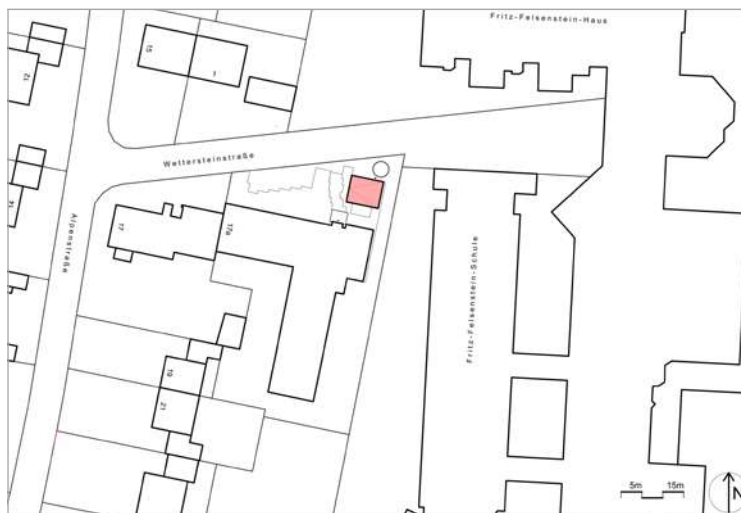 Fritz-Felsenstein-Haus
12
15
1
Wettersteinstraße
14
Alpenstraße
17
17a
Fritz-Felsenstein-Schule
19
21
5m 15m
N